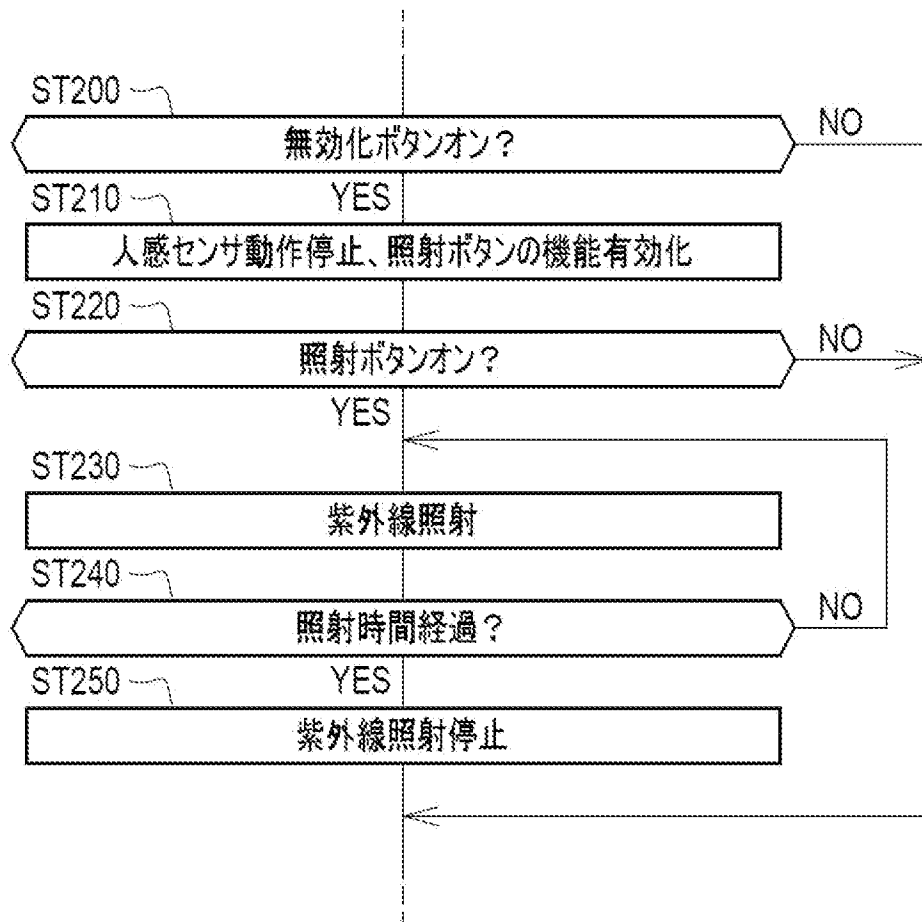 ST200
無効化ボタンオン？
NO
YES
ST210
人感センサ動作停止、照射ボタンの機能有効化
ST220
照射ボタンオン？
NO
YES
ST230
紫外線照射
ST240
照射時間経過？
NO
YES
ST250
紫外線照射停止